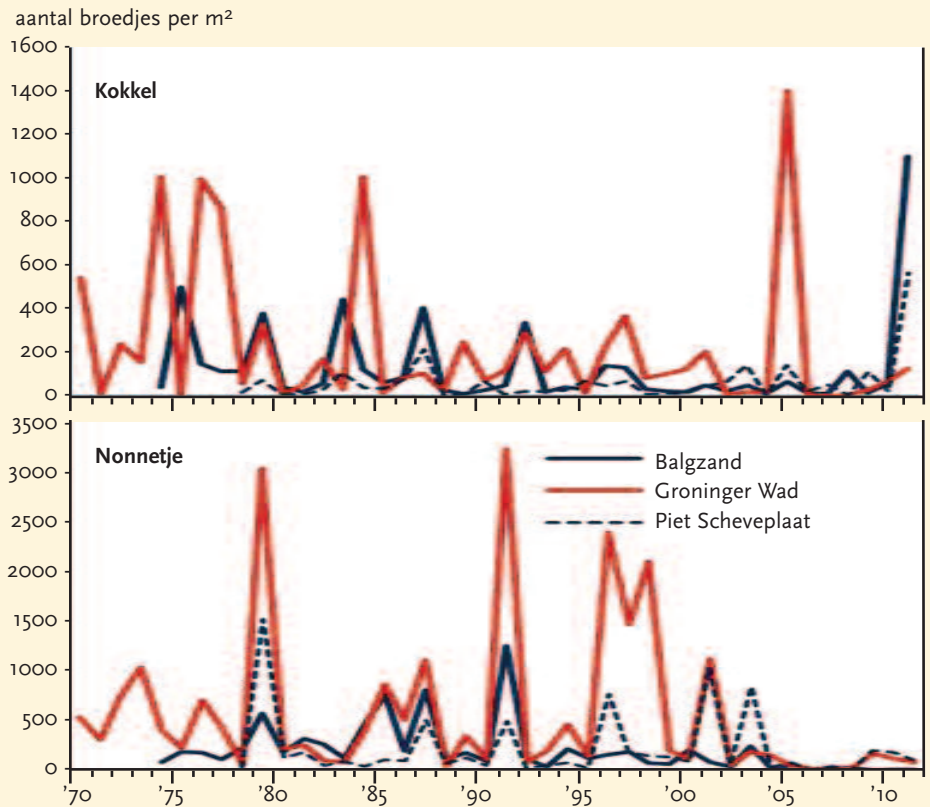 aantal broedjes per m²
1600
Kokkel
1400
1200
1000
800
600
400
200
0
3500
Nonnetje
3000
2500
2000
1500
1000
500
0
Balgzand
Groninger Wad
Piet Scheveplaat
'70 '75 '80 '85 '90 '95 '00 '05 '10